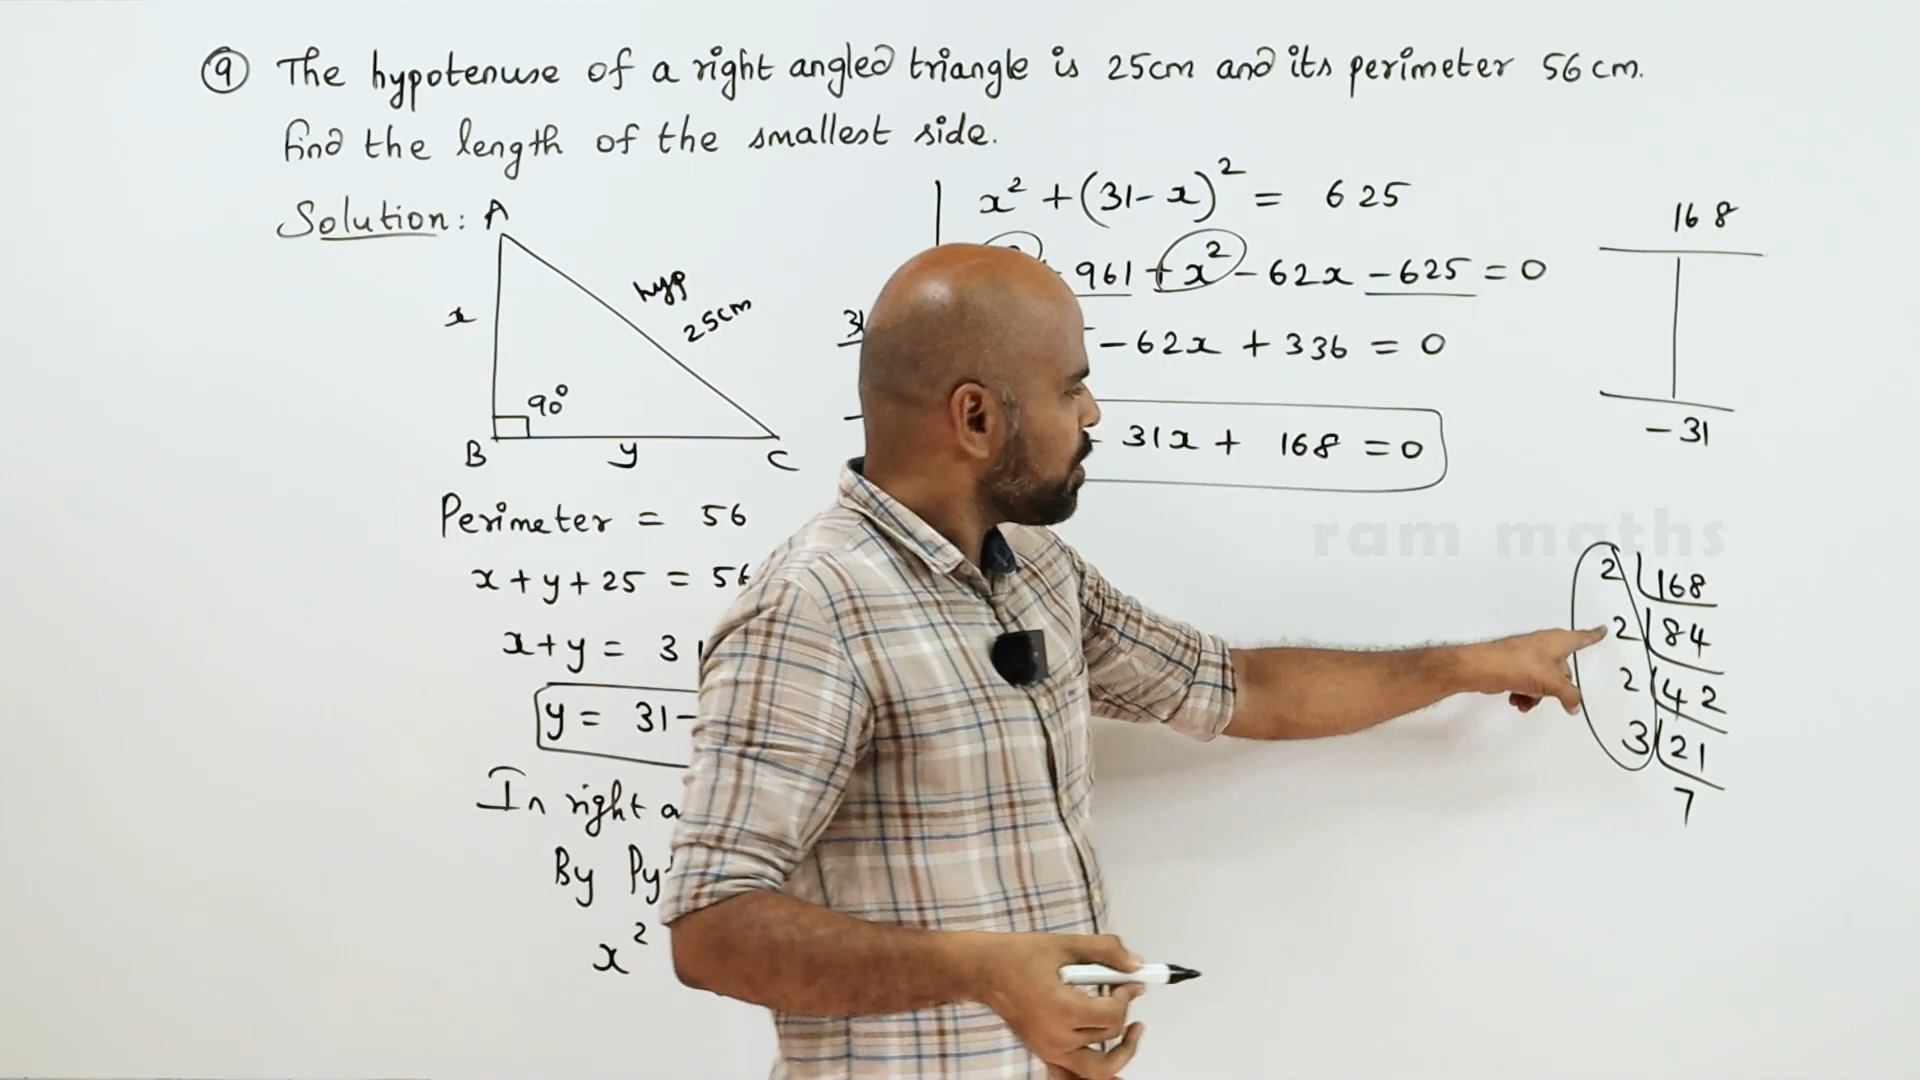 9 The hypotenuse of a right angled triangle is 25cm and its perimeter 56 cm.
find the length of the smallest side.
Solution:
A
x
hyp
25cm
90°
B
y
C
Perimeter = 56
x + y + 25 = 56
x + y = 31
y = 31 -
In right a
By Py
x²
x² + (31 - x)² = 625
961 + x² - 62x - 625 = 0
- 62x + 336 = 0
- 31x + 168 = 0
31
168
-31
ram maths
2 168
2 84
2 42
3 21
7